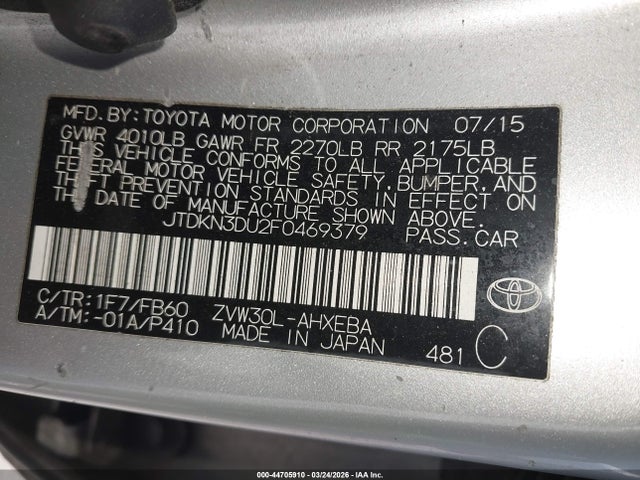 MFD. BY: TOYOTA MOTOR CORPORATION 07/15
GVWR 4010LB GAWR FR 2270LB RR 2175LB
THIS VEHICLE CONFORMS TO ALL APPLICABLE
FEDERAL MOTOR VEHICLE SAFETY, BUMPER, AND
THEFT PREVENTION STANDARDS IN EFFECT ON
THE DATE OF MANUFACTURE SHOWN ABOVE.
JTDKN3DU2F0469379 PASS. CAR
C/TR: 1F7/FB60 ZVW30L-AHXEBA
A/TM: -01A/P410 MADE IN JAPAN 481 C
000-44705910 | 03/24/2026 | IAA Inc.